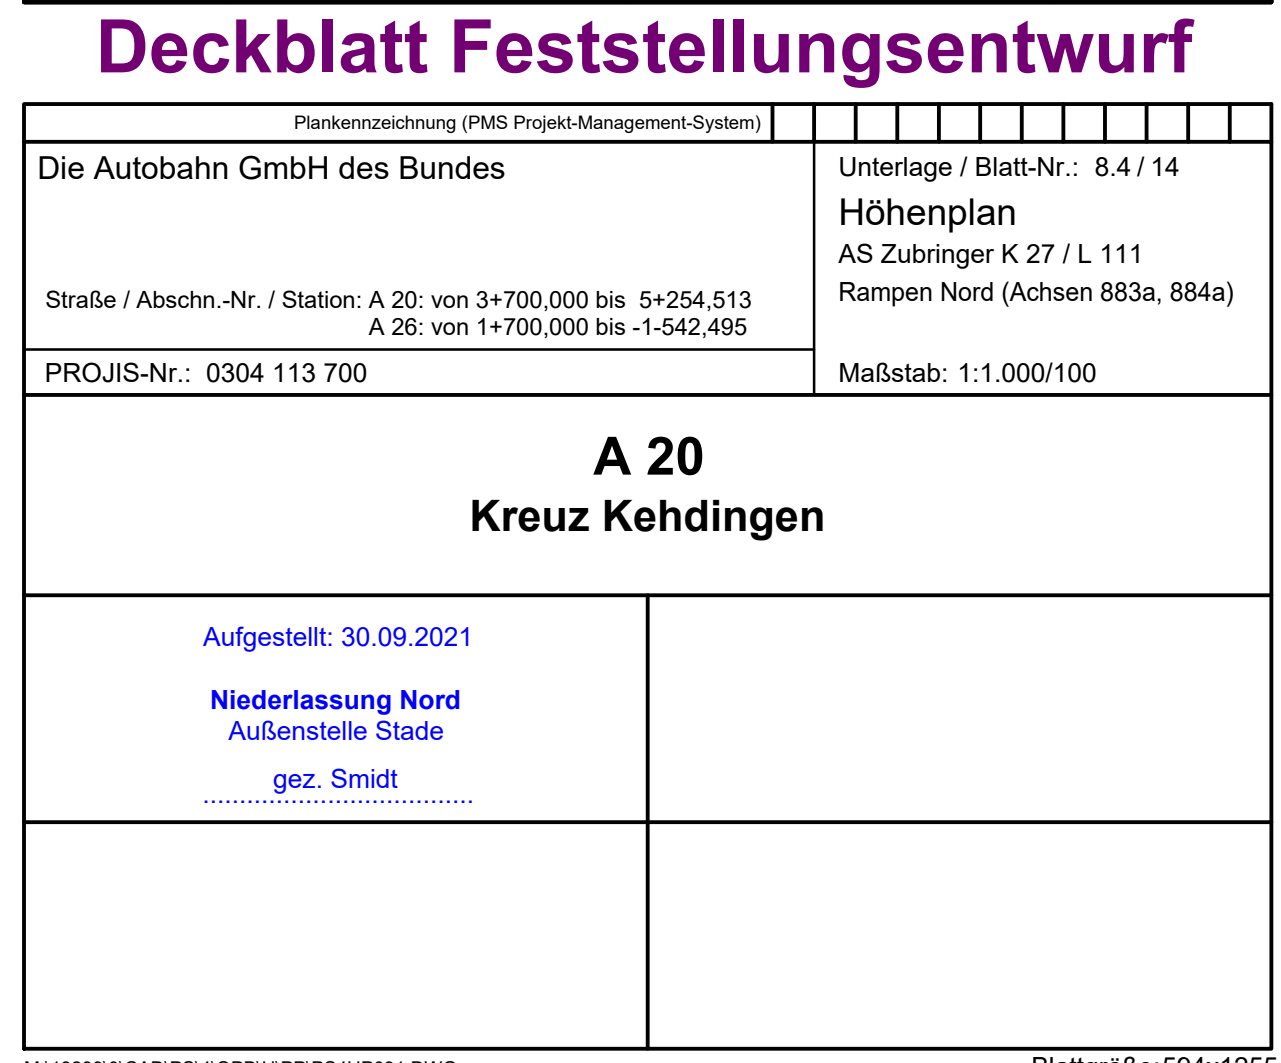 Deckblatt Feststellungsentwurf
Plankennzeichnung (PMS Projekt-Management-System)
Die Autobahn GmbH des Bundes
Straße / Abschn.-Nr. / Station: A 20: von 3+700,000 bis 5+254,513
A 26: von 1+700,000 bis -1-542,495
PROJIS-Nr.: 0304 113 700
Unterlage / Blatt-Nr.: 8.4 / 14
Höhenplan
AS Zubringer K 27 / L 111
Rampen Nord (Achsen 883a, 884a)
Maßstab: 1:1.000/100
A 20
Kreuz Kehdingen
Aufgestellt: 30.09.2021
Niederlassung Nord
Außenstelle Stade
gez. Smidt
.....................................